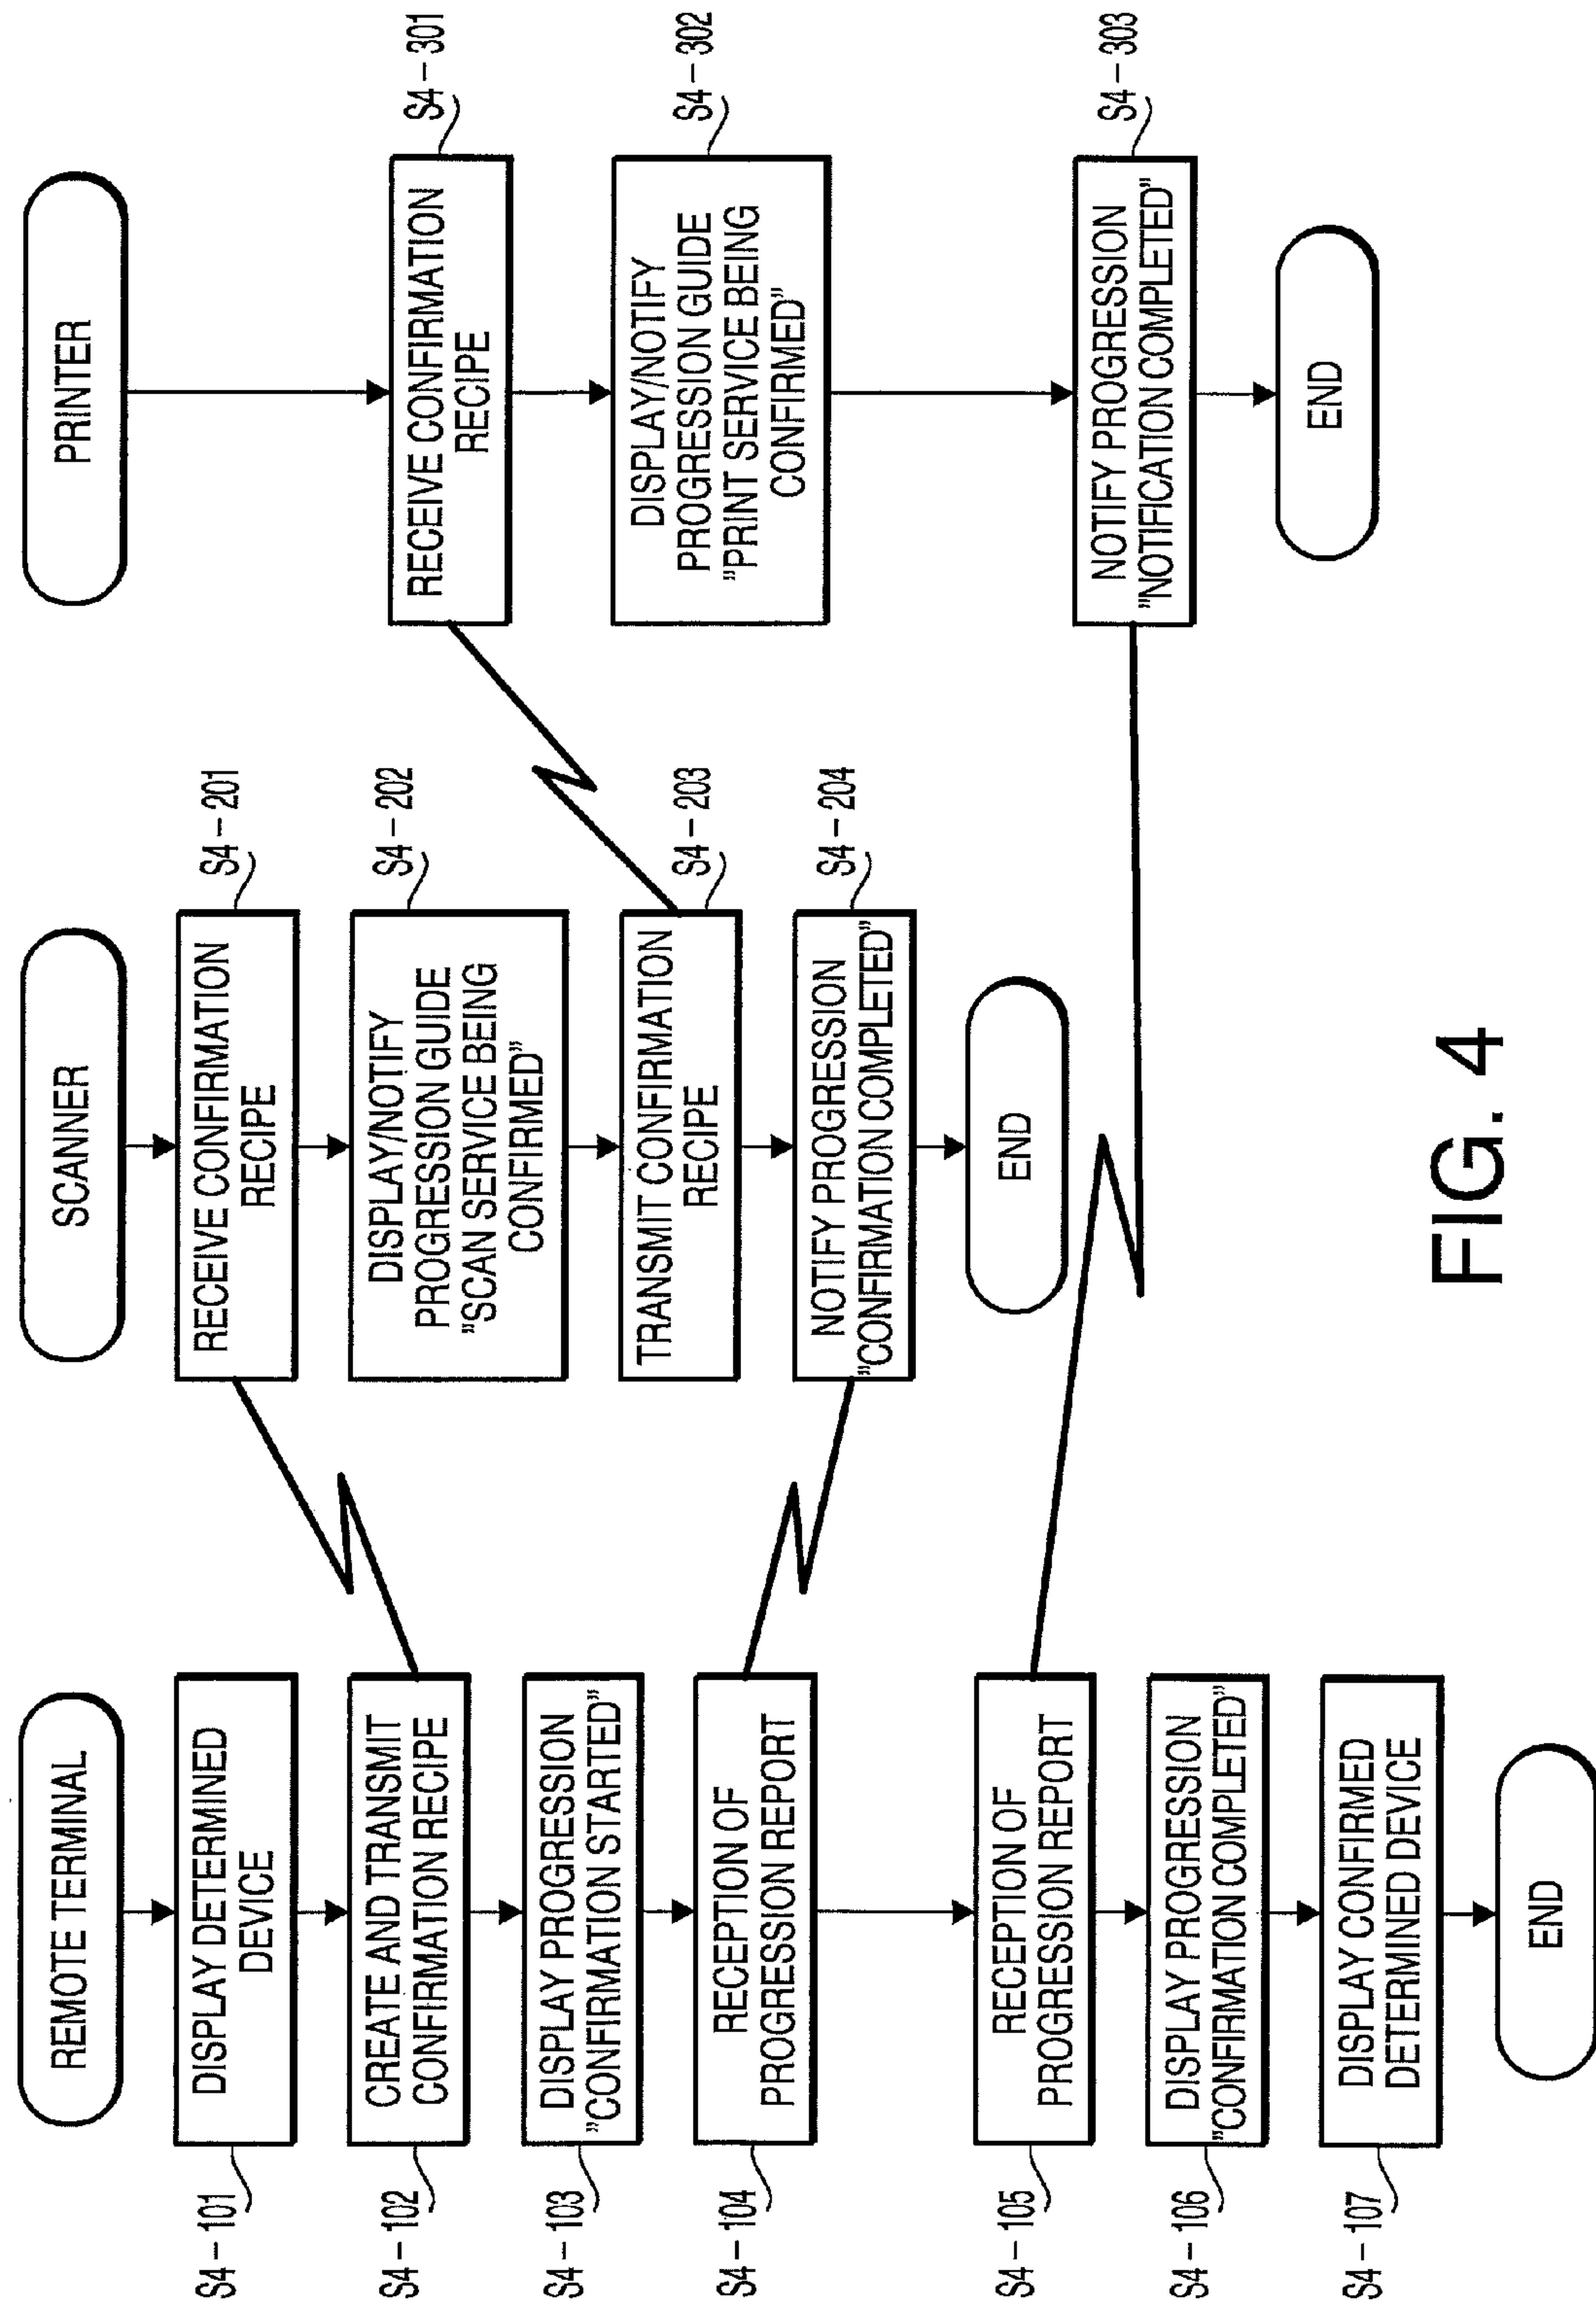 REMOTE TERMINAL
S4-101
DISPLAY DETERMINED
DEVICE
S4-102
CREATE AND TRANSMIT
CONFIRMATION RECIPE
S4-103
DISPLAY PROGRESSION
"CONFIRMATION STARTED"
S4-104
RECEPTION OF
PROGRESSION REPORT
S4-105
RECEPTION OF
PROGRESSION REPORT
S4-106
DISPLAY PROGRESSION
"CONFIRMATION COMPLETED"
S4-107
DISPLAY CONFIRMED
DETERMINED DEVICE
END
SCANNER
S4-201
RECEIVE CONFIRMATION
RECIPE
S4-202
DISPLAY/NOTIFY
PROGRESSION GUIDE
"SCAN SERVICE BEING
CONFIRMED"
S4-203
TRANSMIT CONFIRMATION
RECIPE
S4-204
NOTIFY PROGRESSION
"CONFIRMATION COMPLETED"
END
PRINTER
S4-301
RECEIVE CONFIRMATION
RECIPE
S4-302
DISPLAY/NOTIFY
PROGRESSION GUIDE
"PRINT SERVICE BEING
CONFIRMED"
S4-303
NOTIFY PROGRESSION
"NOTIFICATION COMPLETED"
END
FIG. 4